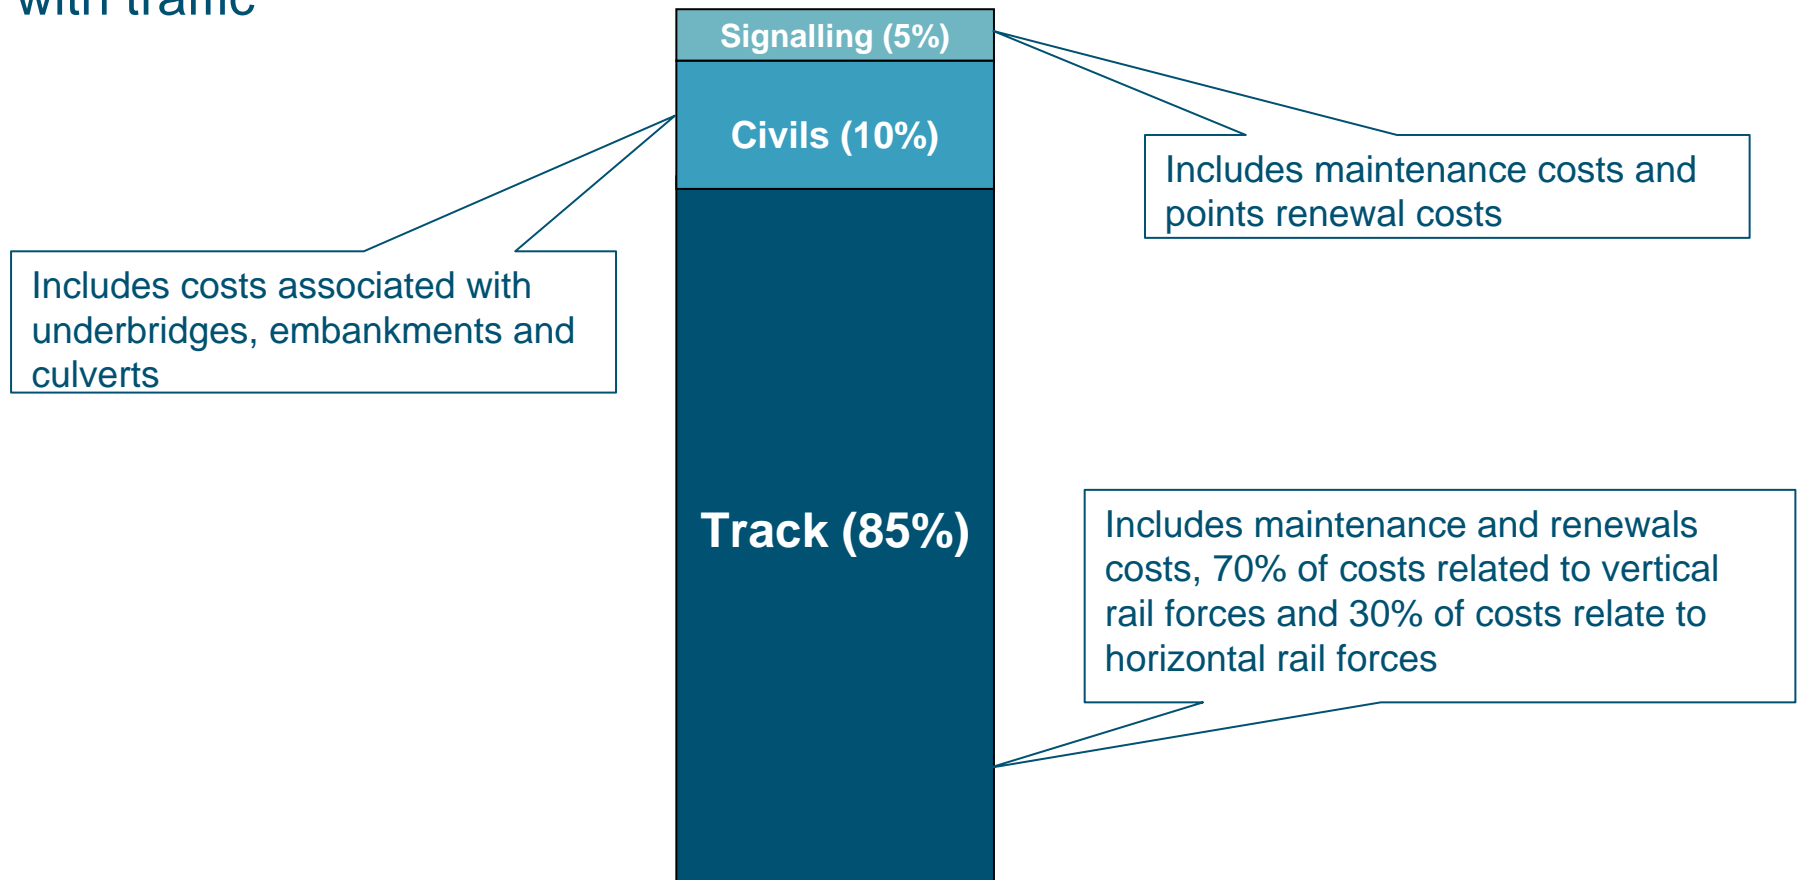 with traffic
Signalling (5%)
Civils (10%)
Includes maintenance costs and
points renewal costs
Includes costs associated with
underbridges, embankments and
culverts
Track (85%)
Includes maintenance and renewals
costs, 70% of costs related to vertical
rail forces and 30% of costs relate to
horizontal rail forces